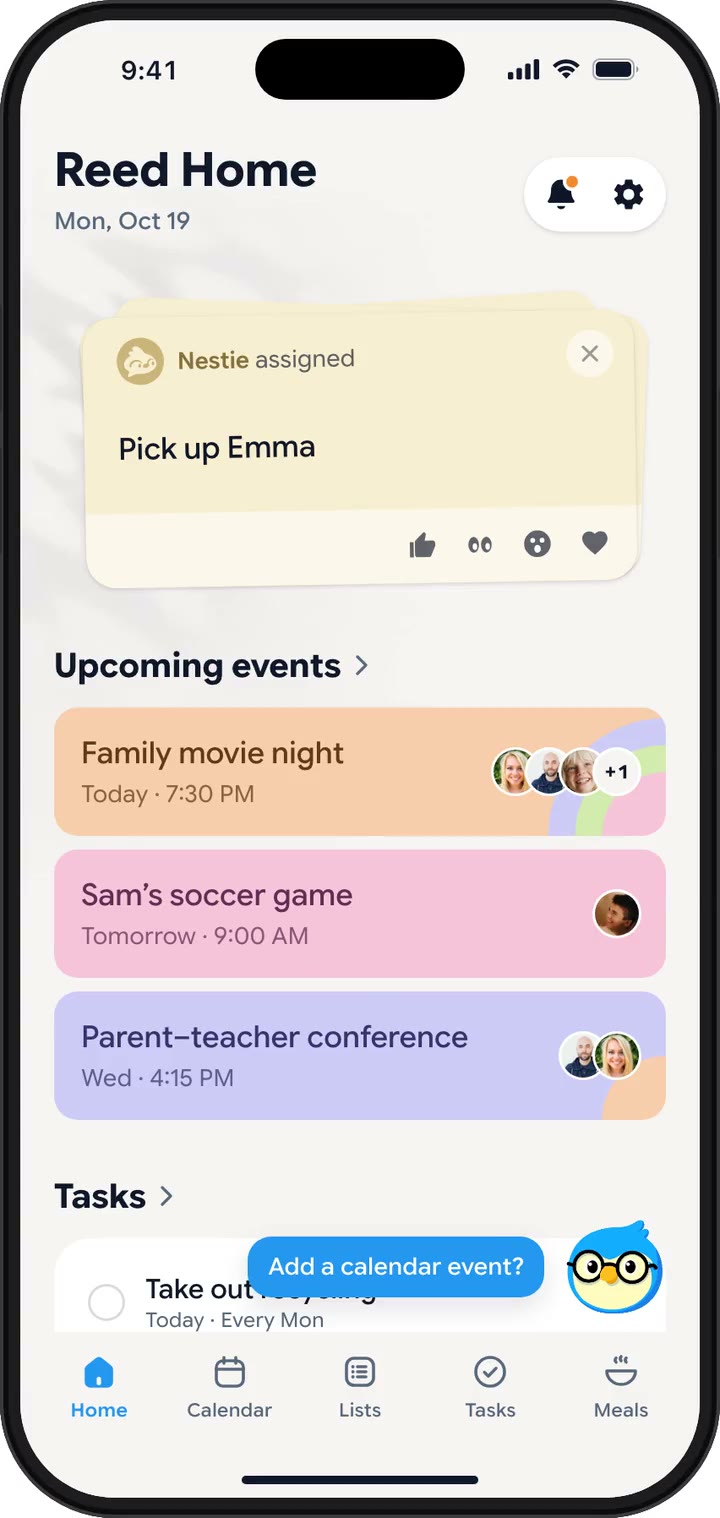 9:41
Reed Home
Mon, Oct 19
Nestie assigned
Pick up Emma
Upcoming events
Family movie night
Today · 7:30 PM
+1
Sam’s soccer game
Tomorrow · 9:00 AM
Parent–teacher conference
Wed · 4:15 PM
Tasks
Add a calendar event?
Take out recycling
Today · Every Mon
Home
Calendar
Lists
Tasks
Meals